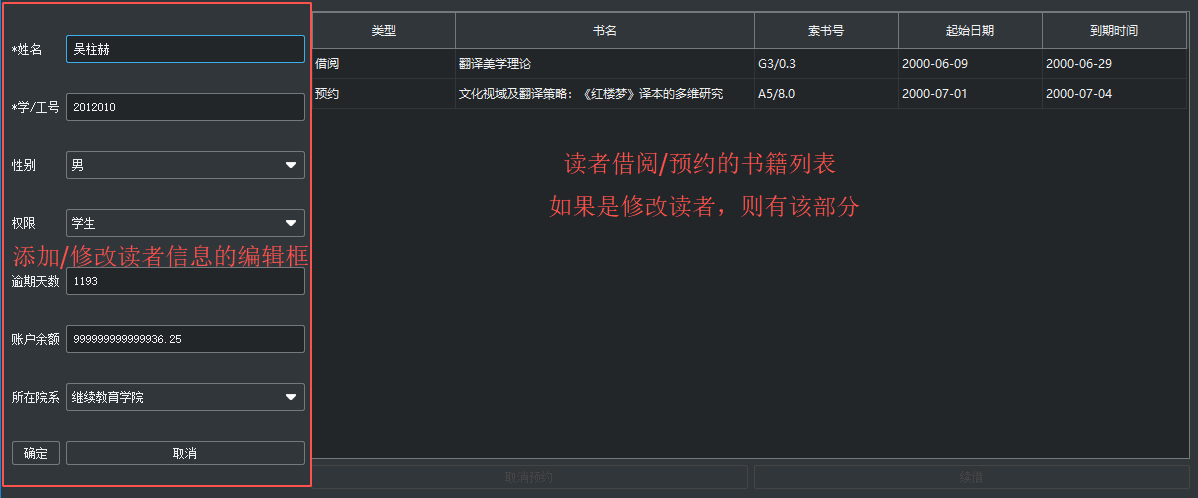 *姓名
吴柱赫
*学/工号
2012010
性别
男
权限
学生
添加/修改读者信息的编辑框
逾期天数
1193
账户余额
999999999999936.25
所在院系
继续教育学院
确定
取消
类型 书名 索书号 起始日期 到期时间
借阅 翻译美学理论 G3/0.3 2000-06-09 2000-06-29
预约 文化视域及翻译策略：《红楼梦》译本的多维研究 A5/8.0 2000-07-01 2000-07-04
读者借阅/预约的书籍列表
如果是修改读者，则有该部分
取消预约
续借